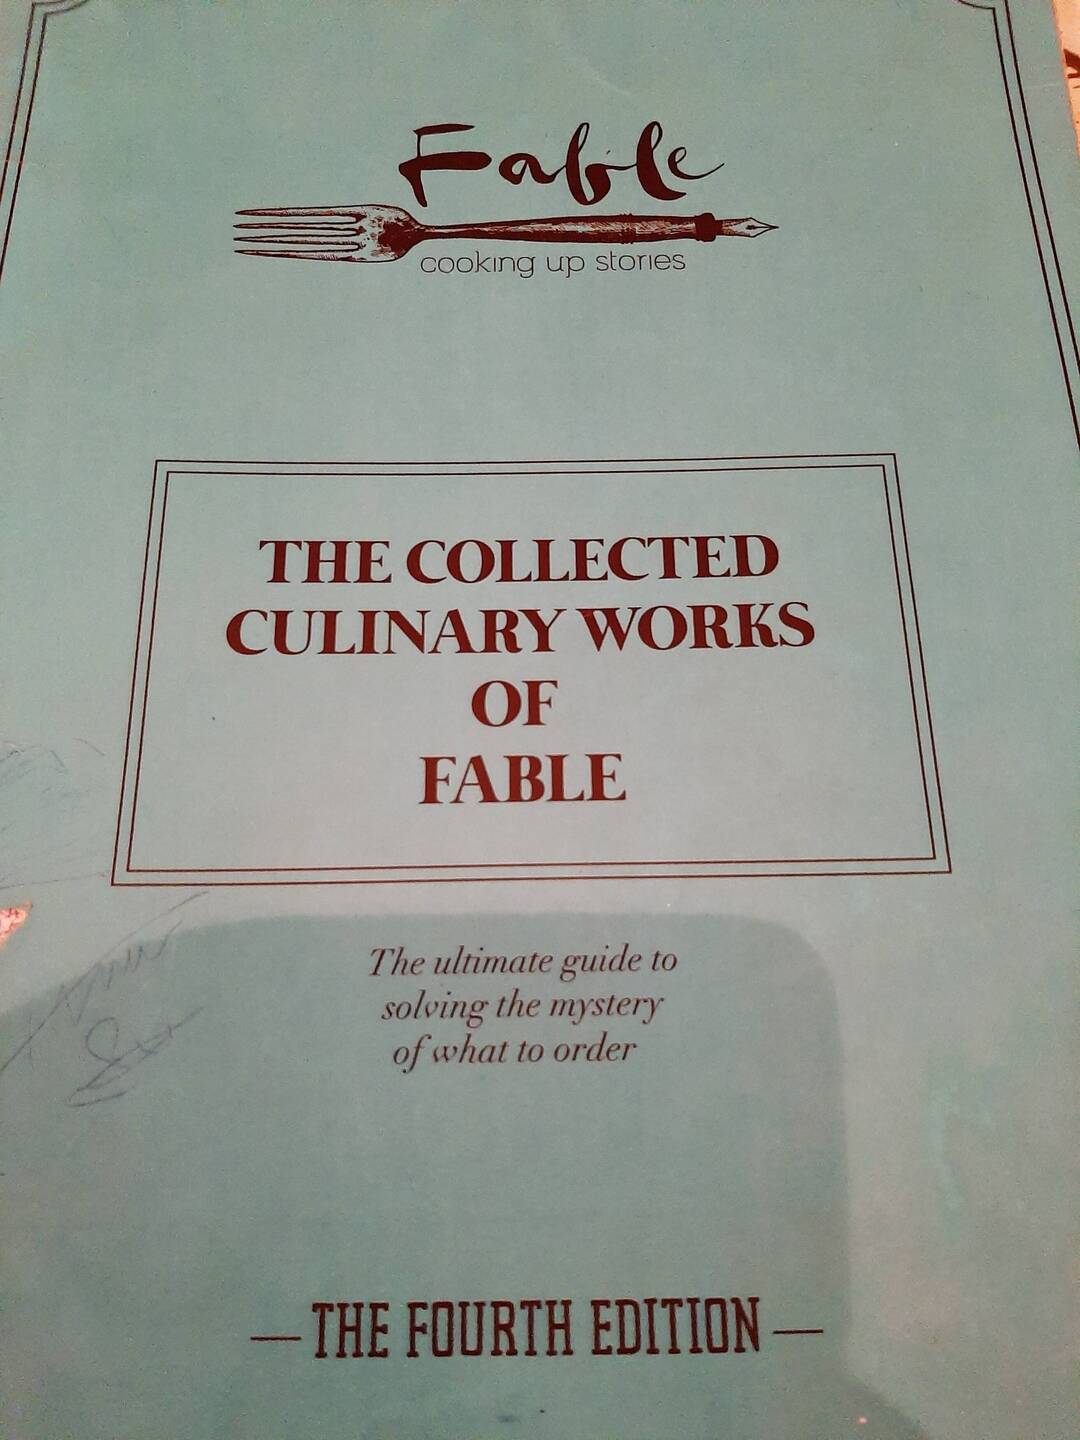 Fable
cooking up stories
THE COLLECTED
CULINARY WORKS
OF
FABLE
The ultimate guide to
solving the mystery
of what to order
— THE FOURTH EDITION —